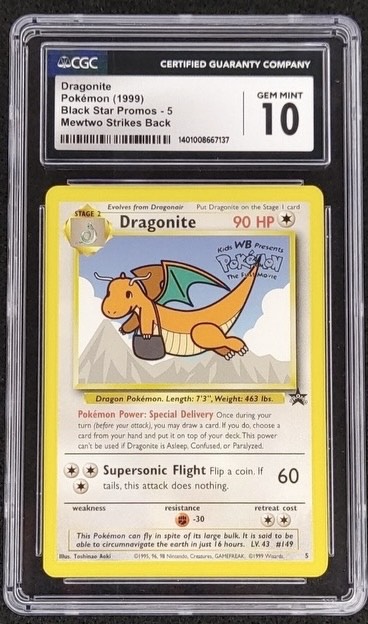 CGC
CERTIFIED GUARANTY COMPANY
Dragonite
Pokémon (1999)
Black Star Promos - 5
Mewtwo Strikes Back
1401008667137
GEM MINT
10
Evolves from Dragonair Put Dragonite on the Stage 1 card
STAGE 2
Dragonite 90 HP
Kids WB Presents
POKéMON
The First Movie
Dragon Pokémon. Length: 7'3", Weight: 463 lbs.
PROMO
Pokémon Power: Special Delivery Once during your
turn (before your attack), you may draw a card. If you do, choose a
card from your hand and put it on top of your deck. This power
can't be used if Dragonite is Asleep, Confused, or Paralyzed.
Supersonic Flight Flip a coin. If
tails, this attack does nothing.
60
weakness resistance retreat cost
-30
This Pokémon can fly in spite of its large bulk. It is said to be
able to circumnavigate the earth in just 16 hours. LV. 43 #149
Illus. Toshinao Aoki ©1995, 96, 98 Nintendo, Creatures, GAMEFREAK. ©1999 Wizards. 5